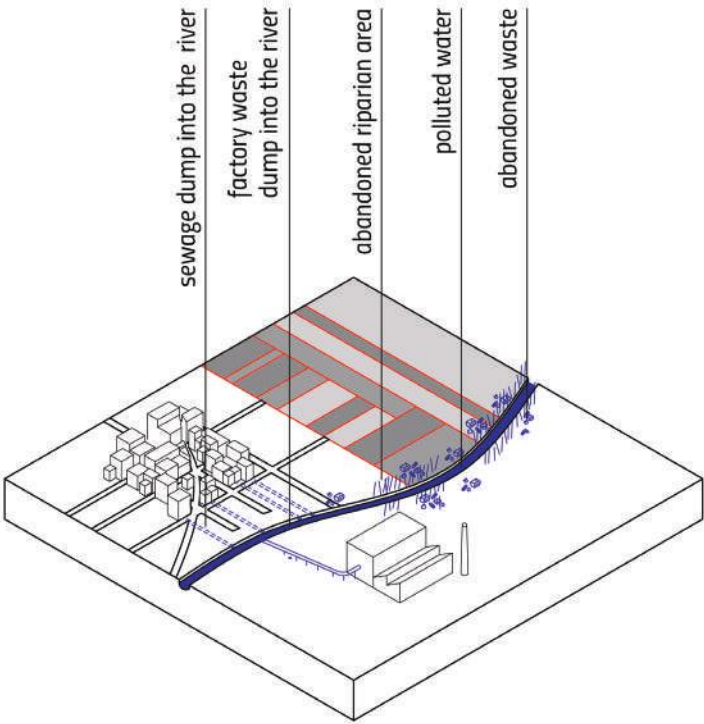 sewage dump into the river
factory waste
dump into the river
abandoned riparian area
polluted water
abandoned waste